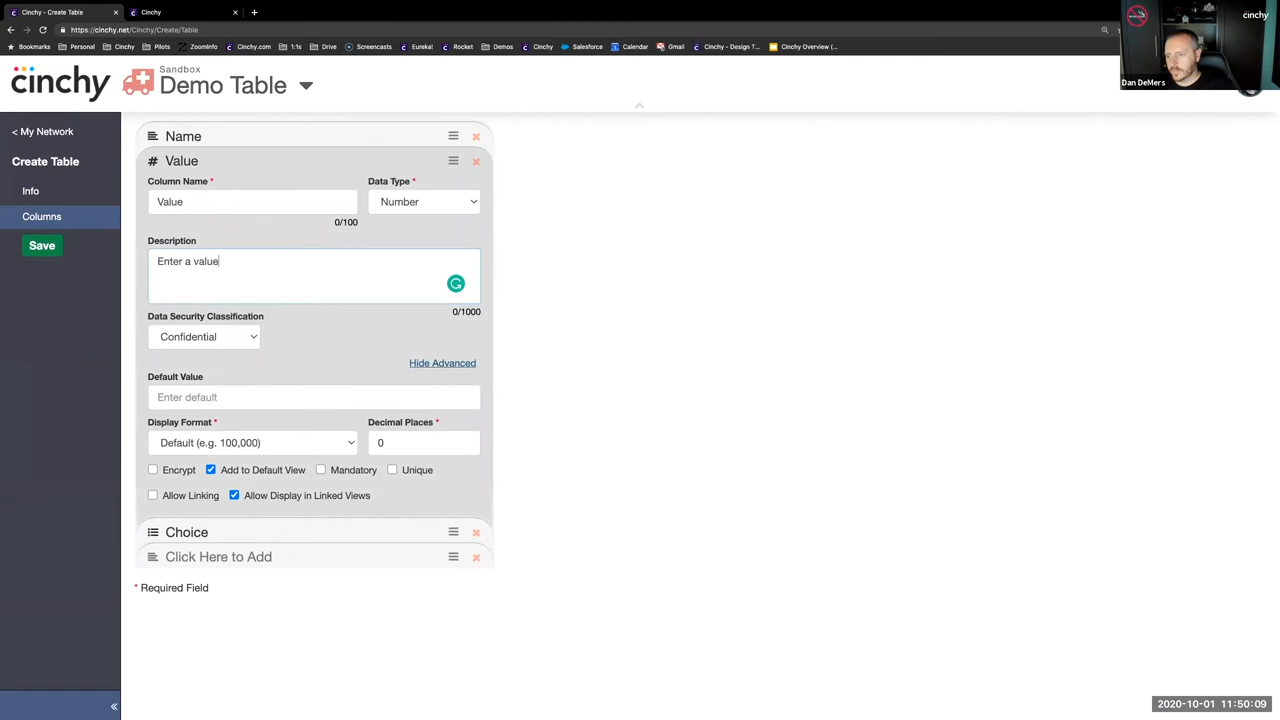 Cinchy - Create Table
Cinchy
https://cinchy.net/Cinchy/Create/Table
Bookmarks
Personal
Cinchy
Pilots
ZoomInfo
Cinchy.com
1:1s
Drive
Screencasts
Eureka!
Rocket
Demos
Cinchy
Salesforce
Calendar
Gmail
Cinchy - Design T...
Cinchy Overview (...
cinchy
Dan DeMers
cinchy
Sandbox
Demo Table
< My Network
Create Table
Info
Columns
Save
Name
# Value
Column Name *
Data Type *
Value
Number
0/100
Description
Enter a value
0/1000
Data Security Classification
Confidential
Hide Advanced
Default Value
Enter default
Display Format *
Decimal Places *
Default (e.g. 100,000)
0
Encrypt
Add to Default View
Mandatory
Unique
Allow Linking
Allow Display in Linked Views
Choice
Click Here to Add
* Required Field
«
2020-10-01 11:50:09